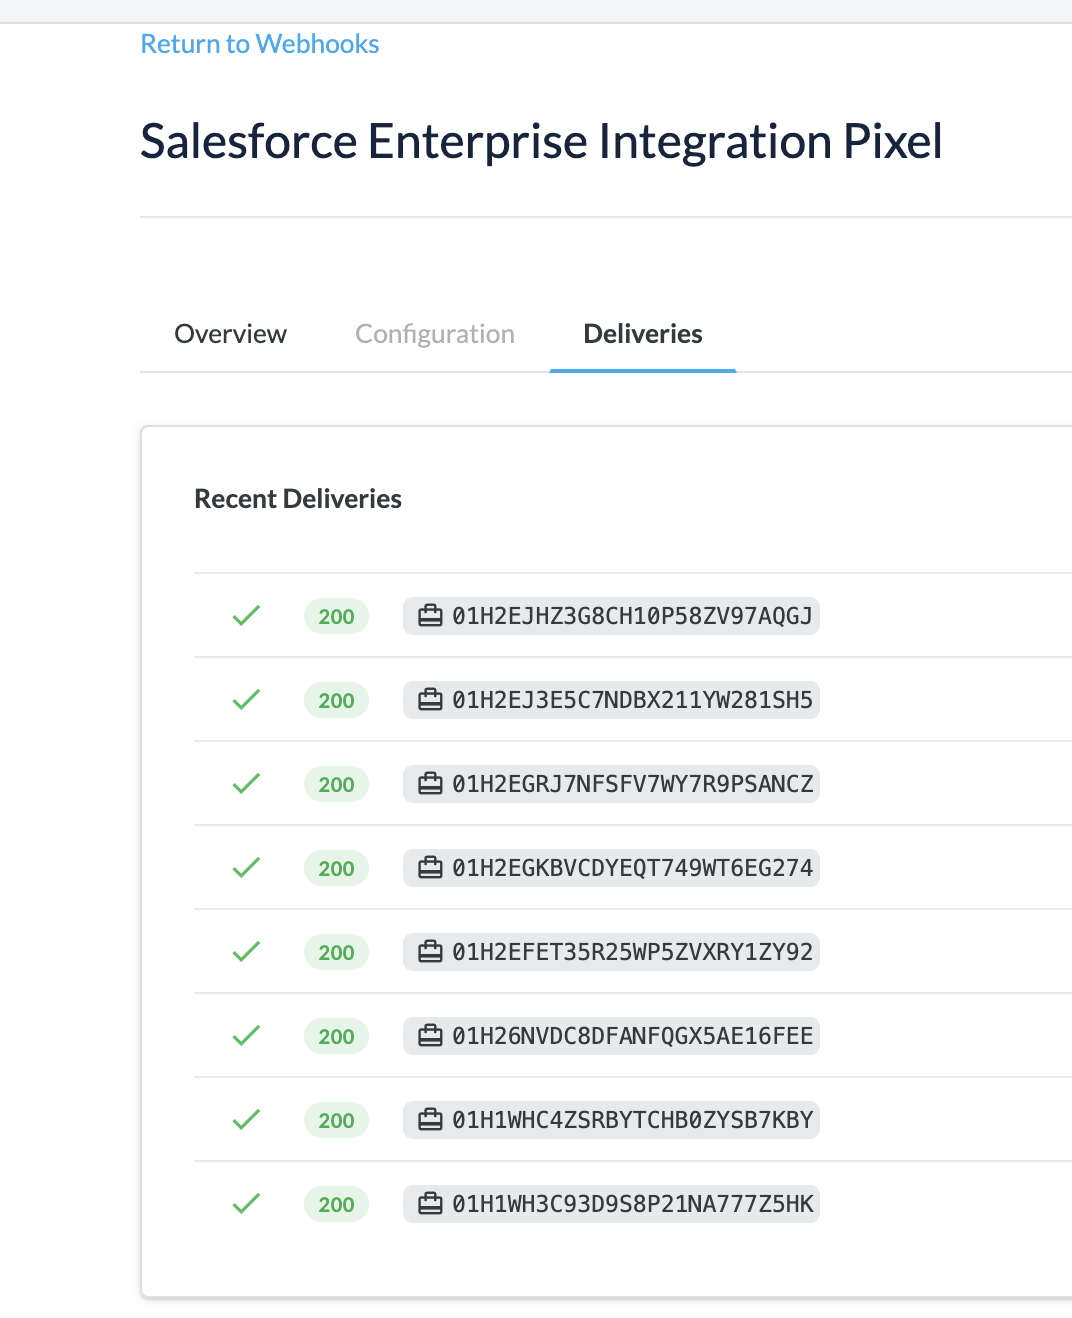 Return to Webhooks
Salesforce Enterprise Integration Pixel
Overview Configuration Deliveries
Recent Deliveries
200 01H2EJHZ3G8CH10P58ZV97AQGJ
200 01H2EJ3E5C7NDBX211YW281SH5
200 01H2EGRJ7NFSFV7WY7R9PSANCZ
200 01H2EGKBVCDYEQT749WT6EG274
200 01H2EFET35R25WP5ZVXRY1ZY92
200 01H26NVDC8DFANFQGX5AE16FEE
200 01H1WHC4ZSRBYTCHB0ZYSB7KBY
200 01H1WH3C93D9S8P21NA777Z5HK